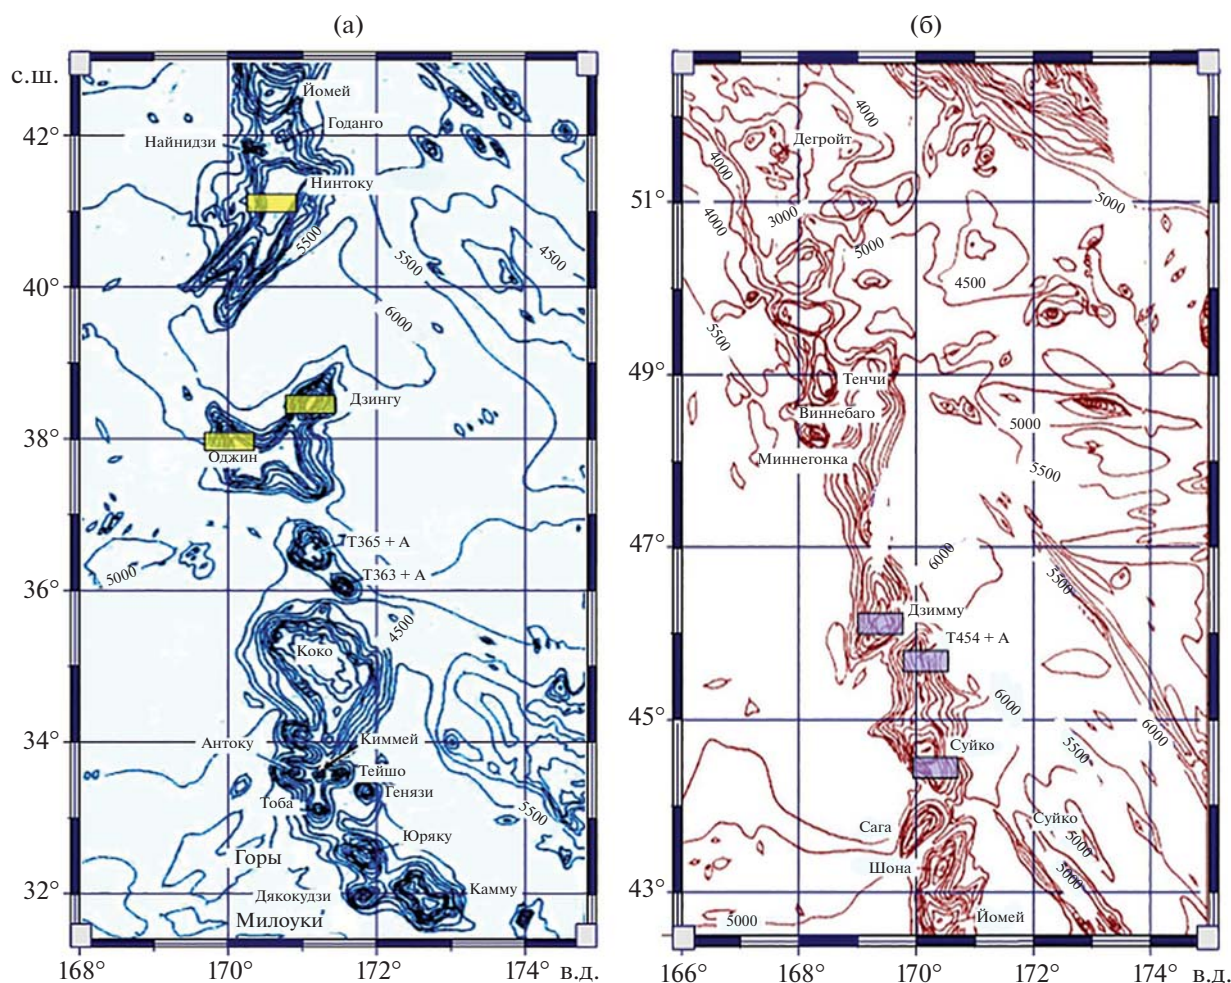 (а)
с.ш.
Йомей
42°
Годанго
Найнидзи
Нинтоку
5500
5500
4500
40°
6000
Дзингу
38°
Оджин
Т365 + А
5000
Т363 + А
36°
4500
Коко
34°
Антоку
Киммей
Тейшо
Генязи
Тоба
5500
Юряку
Горы
32°
Дякокудзи
Камму
Милоуки
168°
170°
172°
174°
в.д.
(б)
4000
Дегройт
4000
51°
4000
3000
5000
5000
4500
5500
49°
Тенчи
Виннебаго
5000
Миннегонка
5500
47°
6000
5500
Дзимму
Т454 + А
6000
45°
6000
Суйко
5500
Сага
Суйко
5000
Шона
5000
43°
5000
Йомей
166°
168°
170°
172°
174°
в.д.